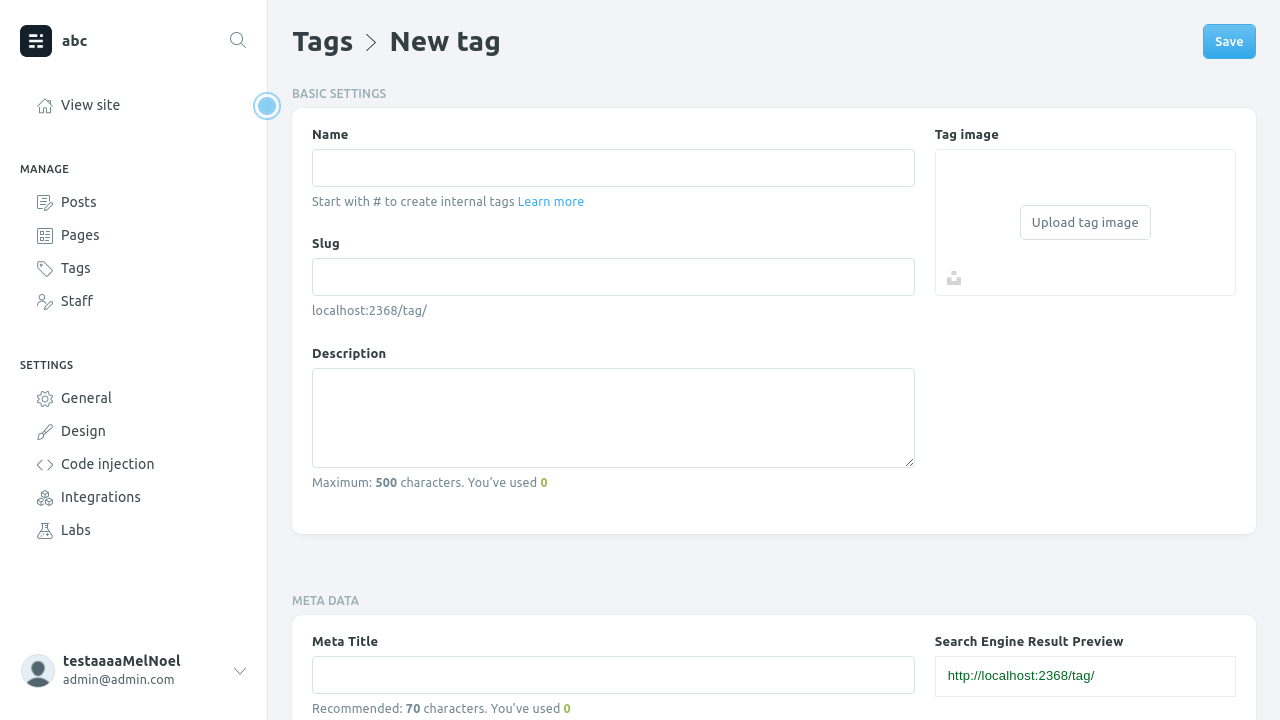 abc
View site
MANAGE
Posts
Pages
Tags
Staff
SETTINGS
General
Design
Code injection
Integrations
Labs
testaaaaMelNoel
admin@admin.com
Tags > New tag
Save
BASIC SETTINGS
Name
Start with # to create internal tags Learn more
Slug
localhost:2368/tag/
Description
Maximum: 500 characters. You’ve used 0
Tag image
Upload tag image
META DATA
Meta Title
Recommended: 70 characters. You’ve used 0
Search Engine Result Preview
http://localhost:2368/tag/